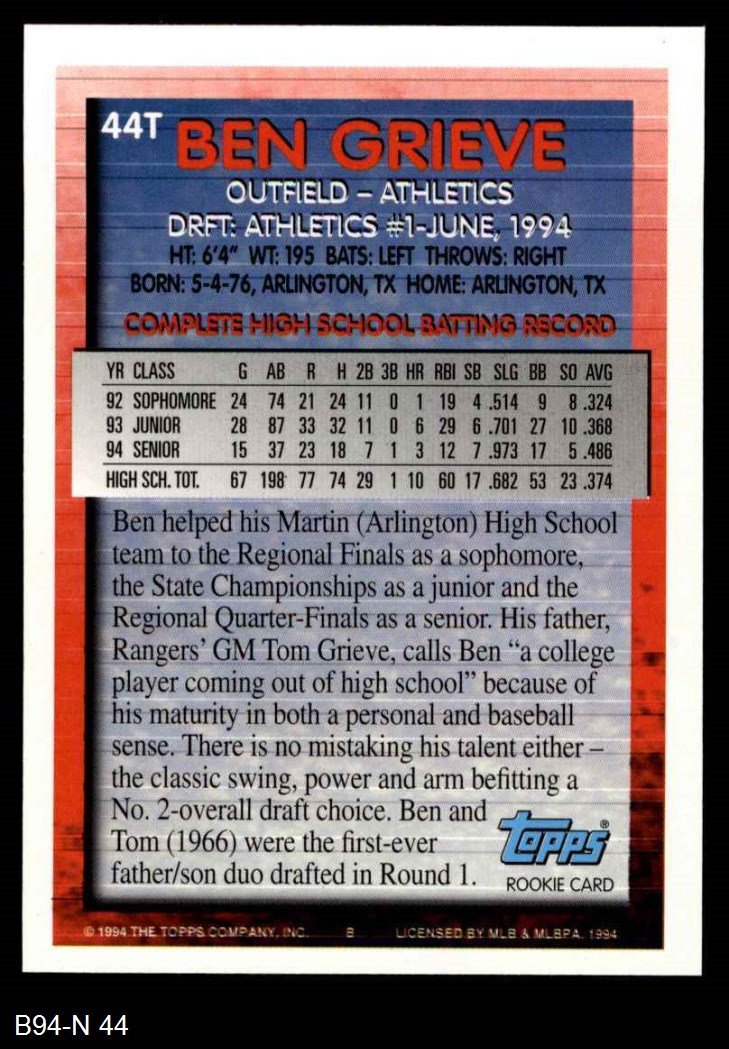 44T BEN GRIEVE
OUTFIELD – ATHLETICS
DRFT: ATHLETICS #1-JUNE, 1994
HT: 6'4" WT: 195 BATS: LEFT THROWS: RIGHT
BORN: 5-4-76, ARLINGTON, TX HOME: ARLINGTON, TX
COMPLETE HIGH SCHOOL BATTING RECORD
YR CLASS G AB R H 2B 3B HR RBI SB SLG BB SO AVG
92 SOPHOMORE 24 74 21 24 11 0 1 19 4 .514 9 8 .324
93 JUNIOR 28 87 33 32 11 0 6 29 6 .701 27 10 .368
94 SENIOR 15 37 23 18 7 1 3 12 7 .973 17 5 .486
HIGH SCH. TOT. 67 198 77 74 29 1 10 60 17 .682 53 23 .374
Ben helped his Martin (Arlington) High School
team to the Regional Finals as a sophomore,
the State Championships as a junior and the
Regional Quarter-Finals as a senior. His father,
Rangers' GM Tom Grieve, calls Ben “a college
player coming out of high school” because of
his maturity in both a personal and baseball
sense. There is no mistaking his talent either –
the classic swing, power and arm befitting a
No. 2-overall draft choice. Ben and
Tom (1966) were the first-ever
father/son duo drafted in Round 1.
Topps®
ROOKIE CARD
© 1994 THE TOPPS COMPANY, INC. B LICENSED BY MLB & MLBPA. 1994
B94-N 44